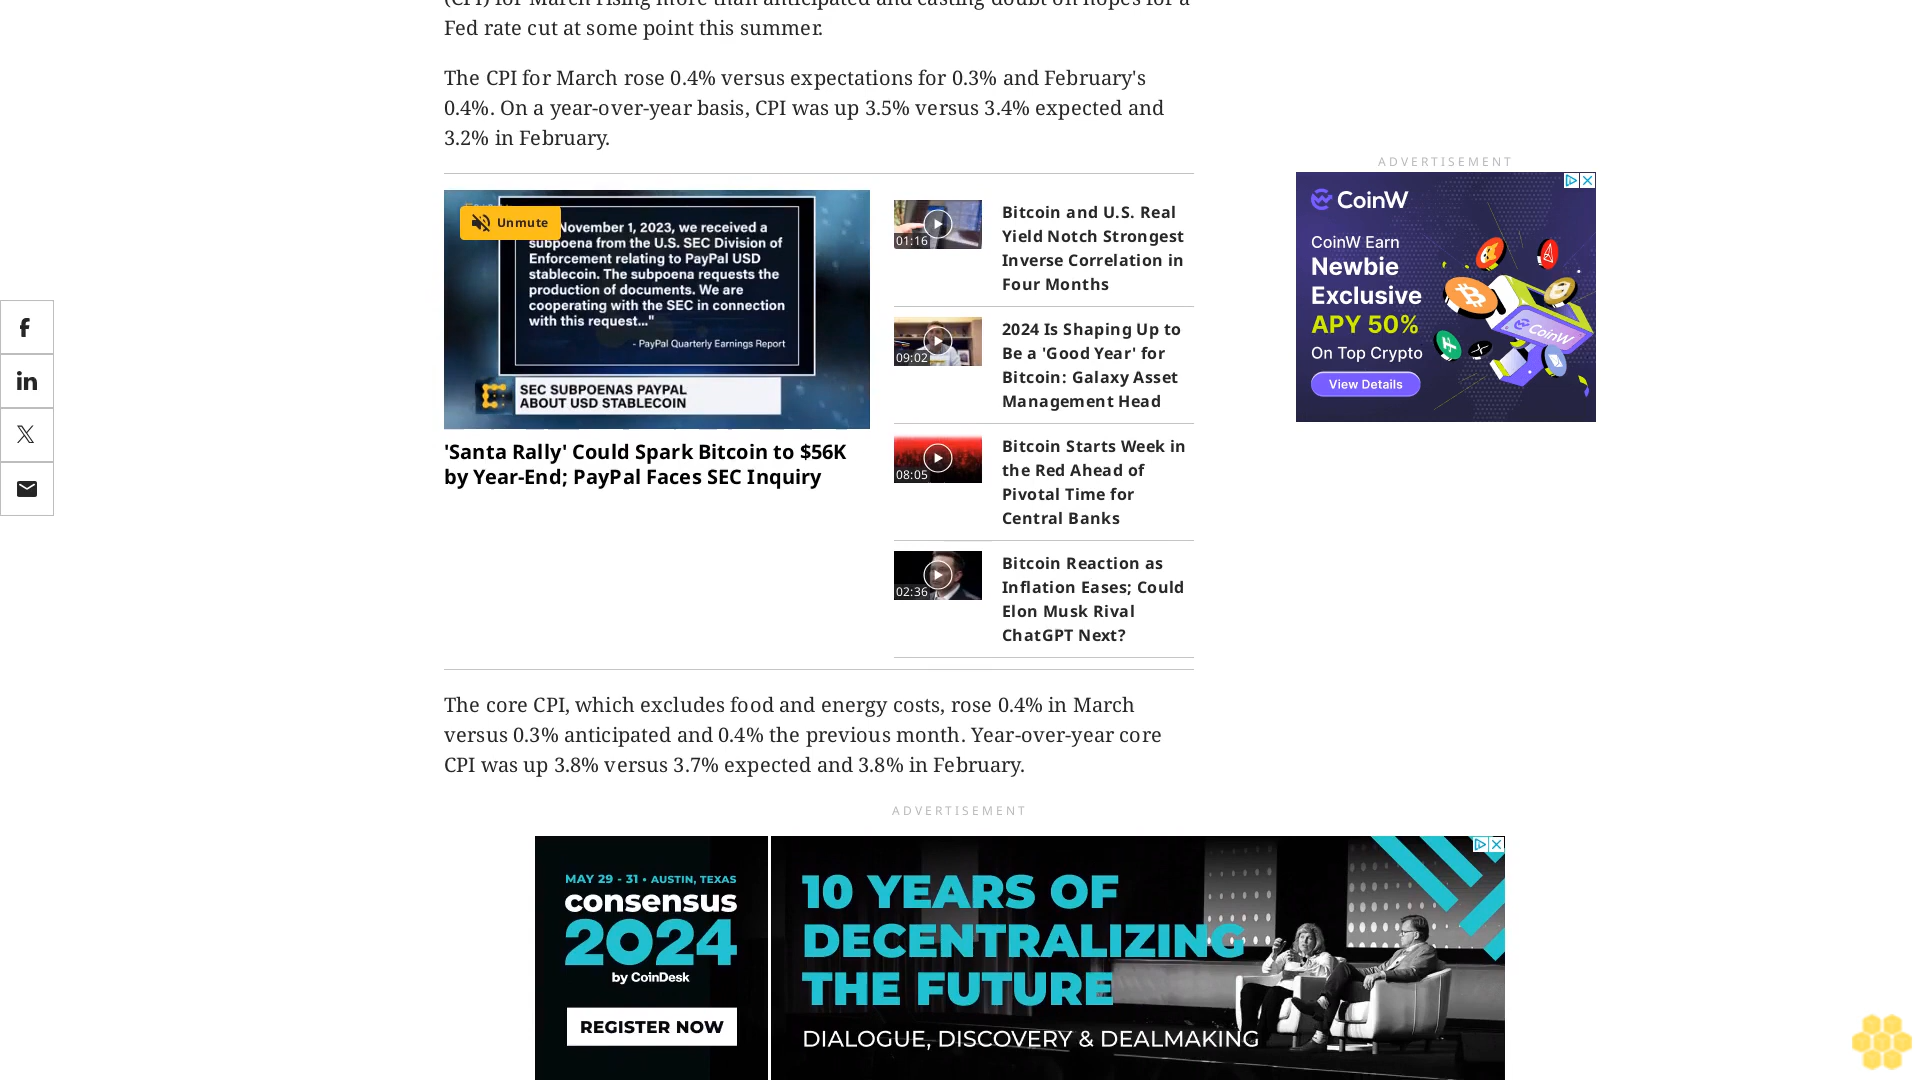 Fed rate cut at some point this summer.
The CPI for March rose 0.4% versus expectations for 0.3% and February's
0.4%. On a year-over-year basis, CPI was up 3.5% versus 3.4% expected and
3.2% in February.
Unmute
November 1, 2023, we received a
subpoena from the U.S. SEC Division of
Enforcement relating to PayPal USD
stablecoin. The subpoena requests the
production of documents. We are
cooperating with the SEC in connection
with this request..."
- PayPal Quarterly Earnings Report
SEC SUBPOENAS PAYPAL
ABOUT USD STABLECOIN
'Santa Rally' Could Spark Bitcoin to $56K
by Year-End; PayPal Faces SEC Inquiry
01:16
Bitcoin and U.S. Real
Yield Notch Strongest
Inverse Correlation in
Four Months
09:02
2024 Is Shaping Up to
Be a 'Good Year' for
Bitcoin: Galaxy Asset
Management Head
08:05
Bitcoin Starts Week in
the Red Ahead of
Pivotal Time for
Central Banks
02:36
Bitcoin Reaction as
Inflation Eases; Could
Elon Musk Rival
ChatGPT Next?
ADVERTISEMENT
CoinW
CoinW Earn
Newbie
Exclusive
APY 50%
On Top Crypto
View Details
CoinW
The core CPI, which excludes food and energy costs, rose 0.4% in March
versus 0.3% anticipated and 0.4% the previous month. Year-over-year core
CPI was up 3.8% versus 3.7% expected and 3.8% in February.
ADVERTISEMENT
MAY 29 - 31 • AUSTIN, TEXAS
consensus
2024
by CoinDesk
REGISTER NOW
10 YEARS OF
DECENTRALIZING
THE FUTURE
DIALOGUE, DISCOVERY & DEALMAKING